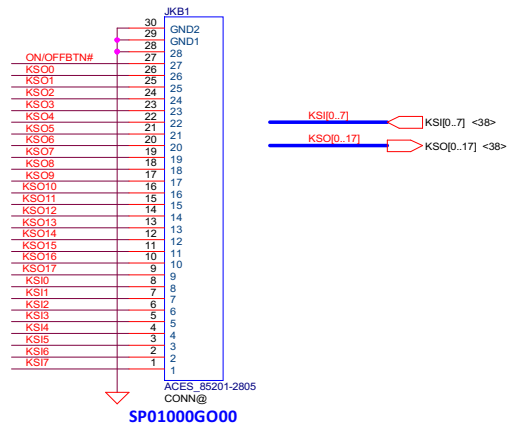 JKB1
30 GND2
29 GND1
28 28
ON/OFFBTN# 27 27
KSO0 26 26
KSO1 25 25
KSO2 24 24
KSO3 23 23
KSO4 22 22
KSO5 21 21
KSO6 20 20
KSO7 19 19
KSO8 18 18
KSO9 17 17
KSO10 16 16
KSO11 15 15
KSO12 14 14
KSO13 13 13
KSO14 12 12
KSO15 11 11
KSO16 10 10
KSO17 9 9
KSI0 8 8
KSI1 7 7
KSI2 6 6
KSI3 5 5
KSI4 4 4
KSI5 3 3
KSI6 2 2
KSI7 1 1
ACES_85201-2805
CONN@
SP01000GO00
KSI[0..7] KSI[0..7] <38>
KSO[0..17] KSO[0..17] <38>